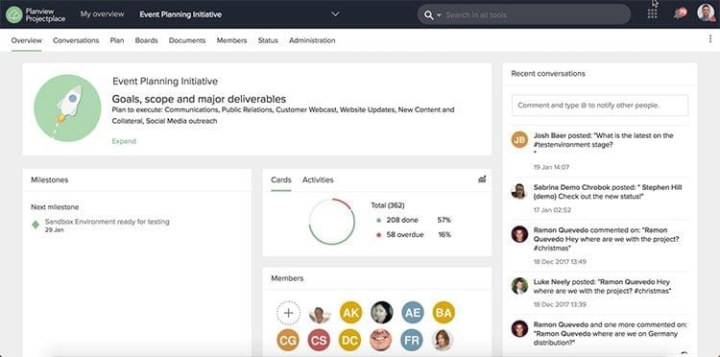 Planview
Projectplace
My overview
Event Planning Initiative
Search in all tools
Overview Conversations Plan Boards Documents Members Status Administration
Event Planning Initiative
Goals, scope and major deliverables
Plan to execute: Communications, Public Relations, Customer Webcast, Website Updates, New Content and
Collateral, Social Media outreach
Expand
Milestones
Next milestone
Sandbox Environment ready for testing
29 Jan
Cards Activities
Total (362)
208 done 57%
58 overdue 16%
Members
AK AE BA
CG CS DC FR
Recent conversations
Comment and type @ to notify other people.
JB
Josh Baer posted: "What is the latest on the
#testenvironment stage?
"
19 Jan 14:07
Sabrina Demo Chrobok posted: " Stephen Hill
(demo) Check out the new status!"
17 Jan 02:52
Ramon Quevedo commented on: "Ramon
Quevedo Hey where are we with the project?
#christmas"
18 Dec 2017 13:49
Luke Neely posted: "Ramon Quevedo Hey
where are we with the project? #christmas"
18 Dec 2017 13:39
Ramon Quevedo and one more commented on:
"Ramon Quevedo where are we on Germany
distribution?"